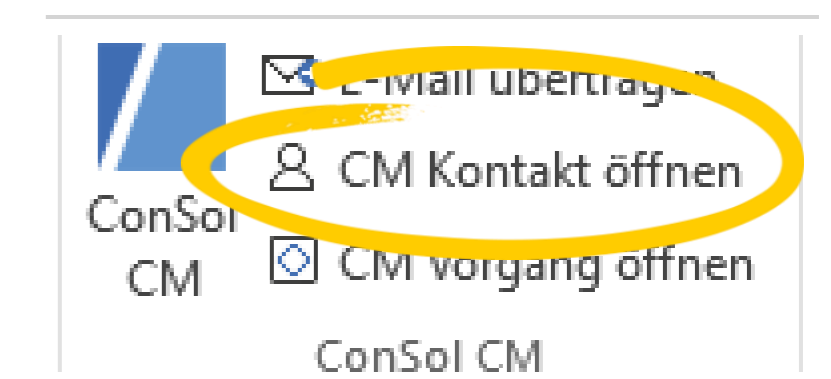 E-Mail übertragen
CM Kontakt öffnen
CM Vorgang öffnen
ConSol
CM
ConSol CM